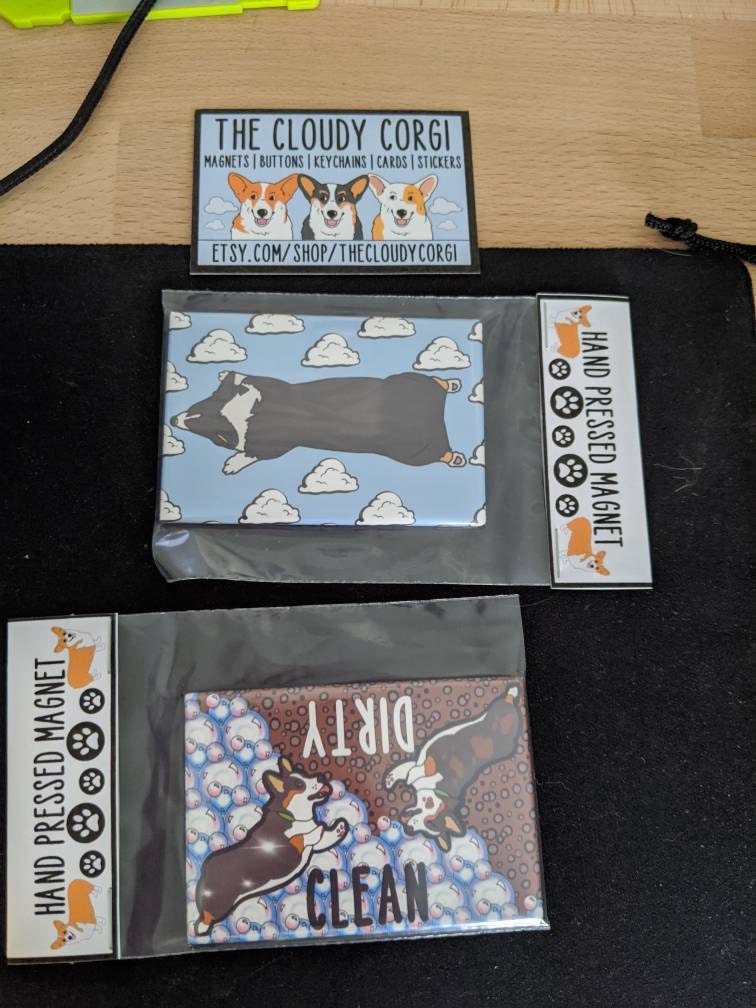 THE CLOUDY CORGI
MAGNETS | BUTTONS | KEYCHAINS | CARDS | STICKERS
ETSY.COM/SHOP/THECLOUDYCORGI
HAND PRESSED MAGNET
HAND PRESSED MAGNET
DIRTY
CLEAN